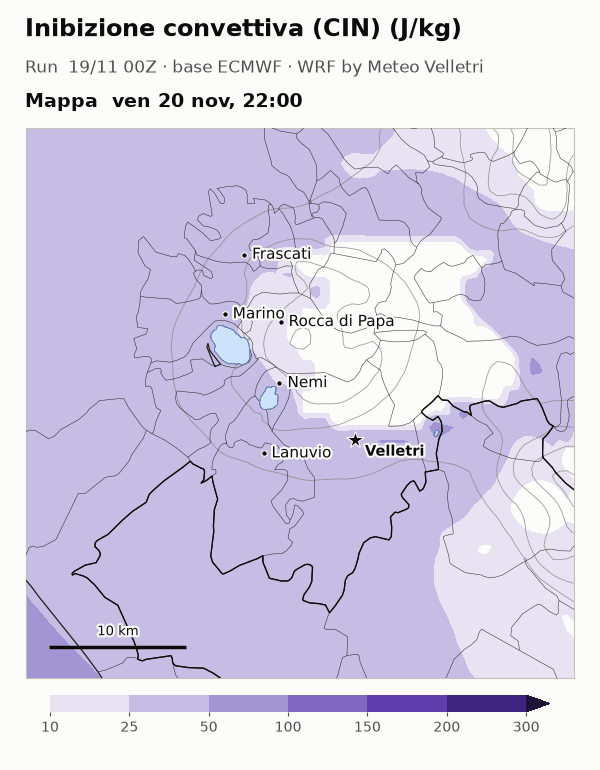 Inibizione convettiva (CIN) (J/kg)
Run  19/11 00Z · base ECMWF · WRF by Meteo Velletri
Mappa  ven 20 nov, 22:00
Frascati
Marino
Rocca di Papa
Nemi
Velletri
Lanuvio
10 km
10 25 50 100 150 200 300